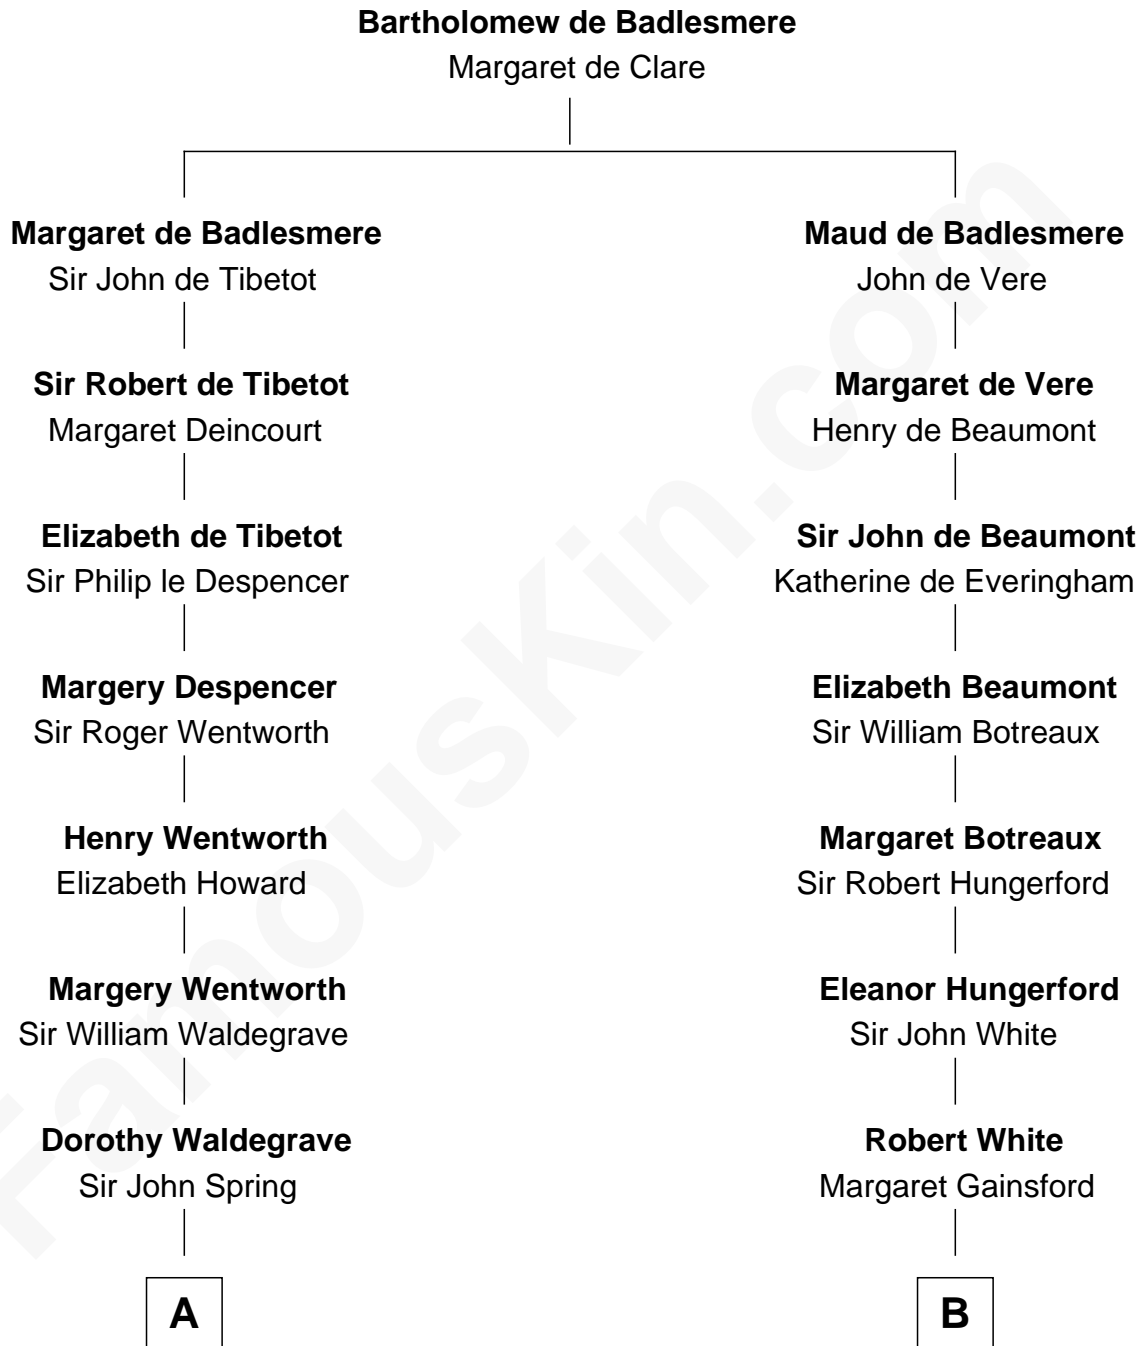 Bartholomew de Badlesmere
Margaret de Clare
Margaret de Badlesmere
Sir John de Tibetot
Maud de Badlesmere
John de Vere
Sir Robert de Tibetot
Margaret Deincourt
Margaret de Vere
Henry de Beaumont
Elizabeth de Tibetot
Sir Philip le Despencer
Sir John de Beaumont
Katherine de Everingham
Margery Despencer
Sir Roger Wentworth
Elizabeth Beaumont
Sir William Botreaux
Henry Wentworth
Elizabeth Howard
Margaret Botreaux
Sir Robert Hungerford
Margery Wentworth
Sir William Waldegrave
Eleanor Hungerford
Sir John White
Dorothy Waldegrave
Sir John Spring
Robert White
Margaret Gainsford
A
B
FamousKin.com